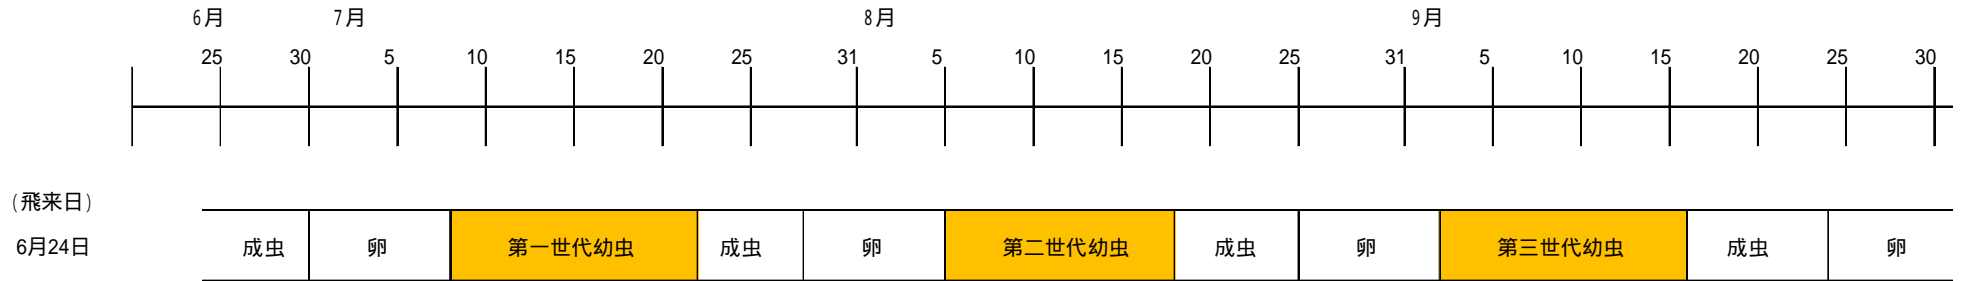 6月 7月 8月 9月
25 30 5 10 15 20 25 31 5 10 15 20 25 31 5 10 15 20 25 30
(飛来日)
6月24日 成虫 卵 第一世代幼虫 成虫 卵 第二世代幼虫 成虫 卵 第三世代幼虫 成虫 卵